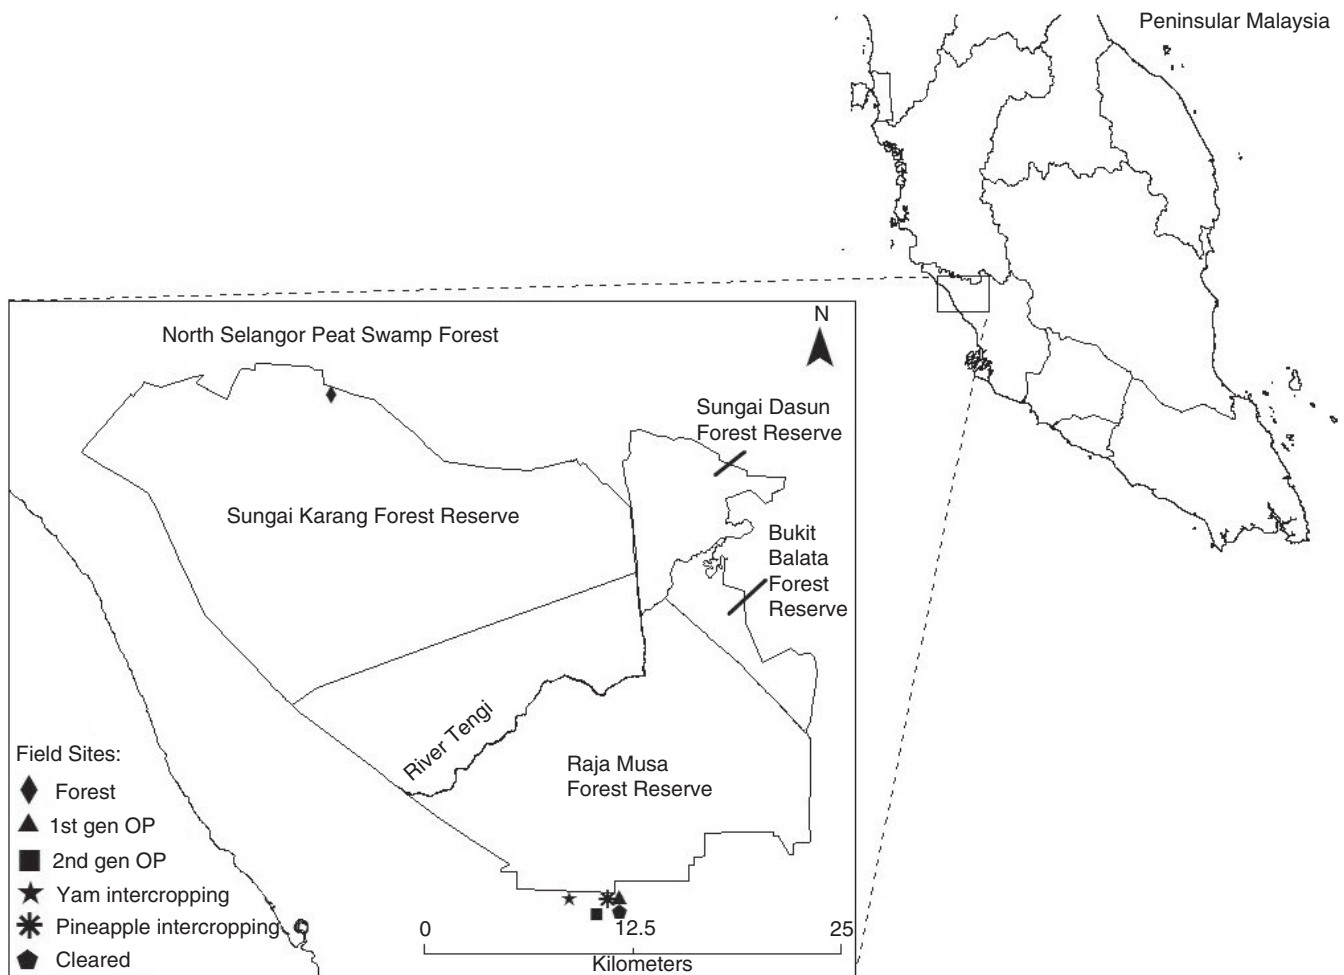 Peninsular Malaysia
North Selangor Peat Swamp Forest
N
Sungai Dasun
Forest Reserve
Sungai Karang Forest Reserve
Bukit
Balata
Forest
Reserve
River Tengi
Raja Musa
Forest Reserve
Field Sites:
Forest
1st gen OP
2nd gen OP
Yam intercropping
Pineapple intercropping
Cleared
0
12.5
25
Kilometers